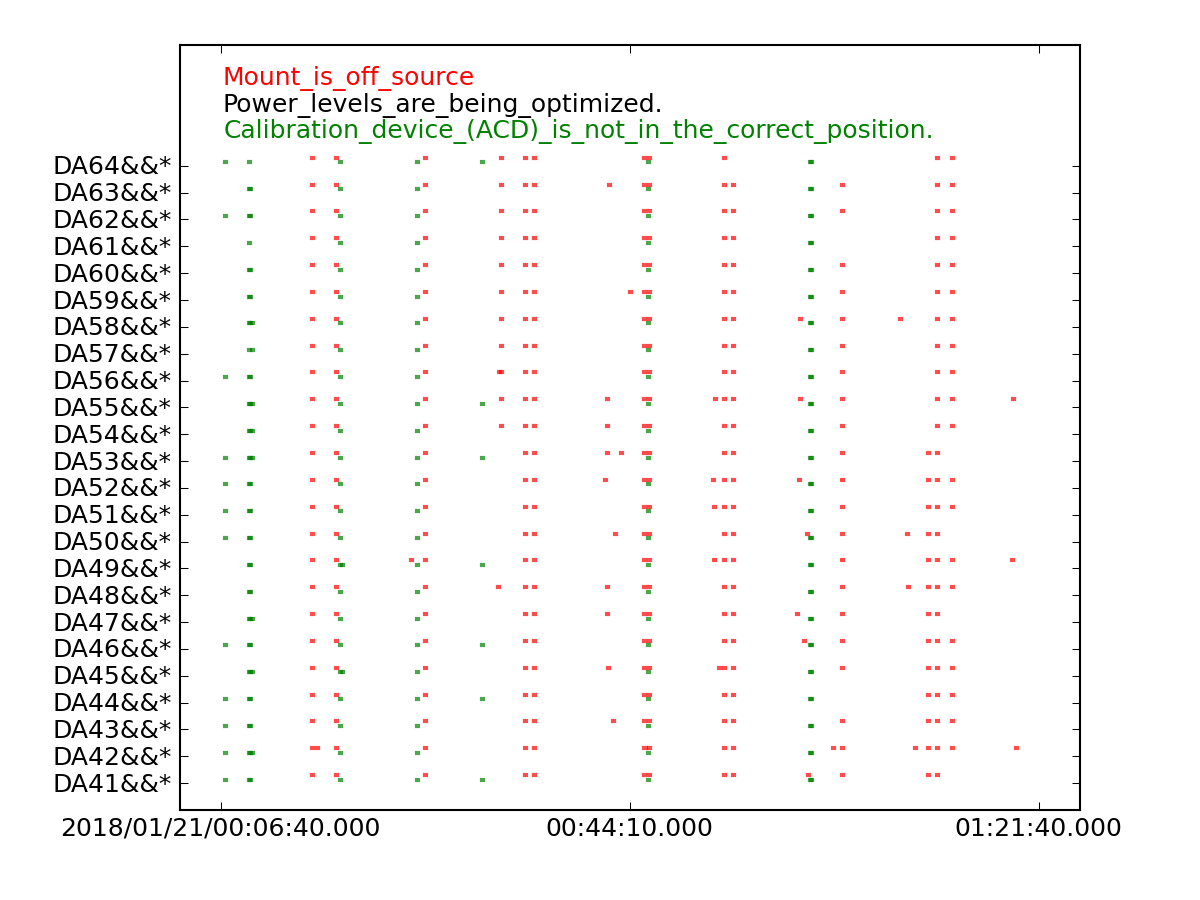 Mount_is_off_source
Power_levels_are_being_optimized.
Calibration_device_(ACD)_is_not_in_the_correct_position.
DA64&&*
DA63&&*
DA62&&*
DA61&&*
DA60&&*
DA59&&*
DA58&&*
DA57&&*
DA56&&*
DA55&&*
DA54&&*
DA53&&*
DA52&&*
DA51&&*
DA50&&*
DA49&&*
DA48&&*
DA47&&*
DA46&&*
DA45&&*
DA44&&*
DA43&&*
DA42&&*
DA41&&*
2018/01/21/00:06:40.000 00:44:10.000 01:21:40.000